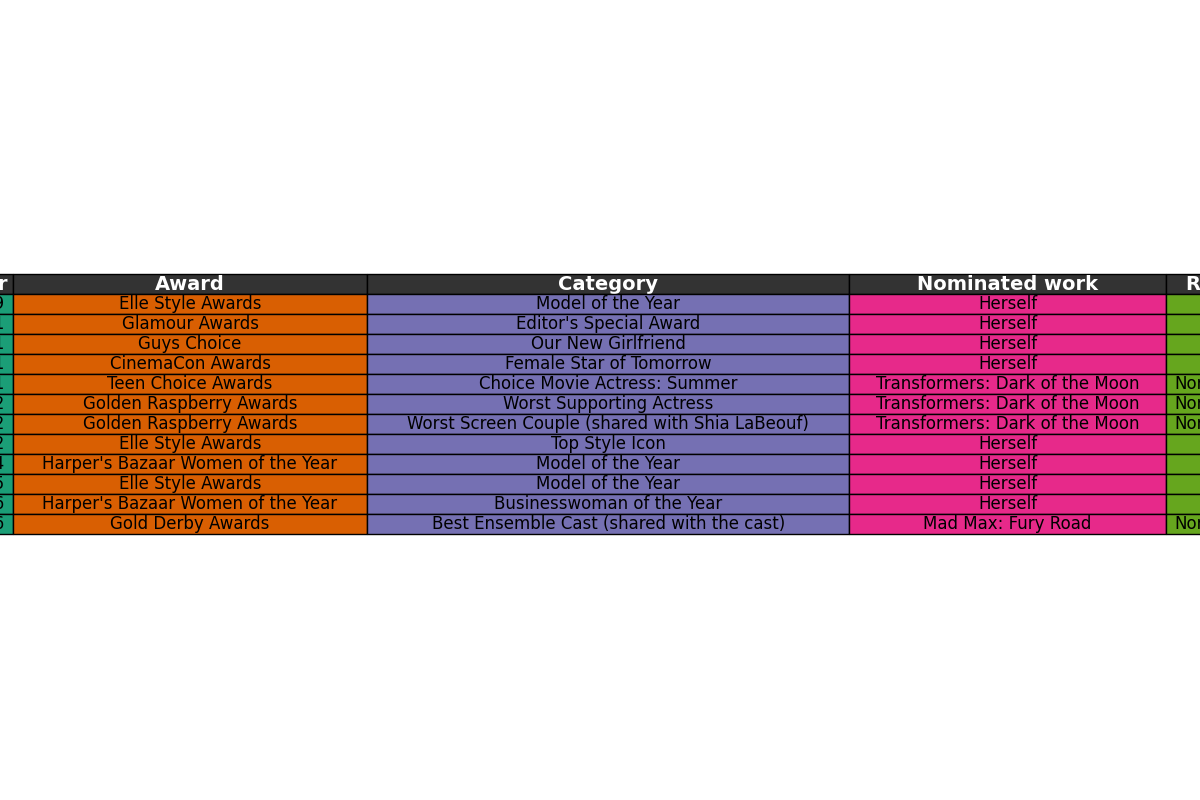 r Award Category Nominated work R
9 Elle Style Awards Model of the Year Herself
1 Glamour Awards Editor's Special Award Herself
1 Guys Choice Our New Girlfriend Herself
1 CinemaCon Awards Female Star of Tomorrow Herself
1 Teen Choice Awards Choice Movie Actress: Summer Transformers: Dark of the Moon Nor
2 Golden Raspberry Awards Worst Supporting Actress Transformers: Dark of the Moon Nor
2 Golden Raspberry Awards Worst Screen Couple (shared with Shia LaBeouf) Transformers: Dark of the Moon Nor
2 Elle Style Awards Top Style Icon Herself
4 Harper's Bazaar Women of the Year Model of the Year Herself
5 Elle Style Awards Model of the Year Herself
6 Harper's Bazaar Women of the Year Businesswoman of the Year Herself
6 Gold Derby Awards Best Ensemble Cast (shared with the cast) Mad Max: Fury Road Nor